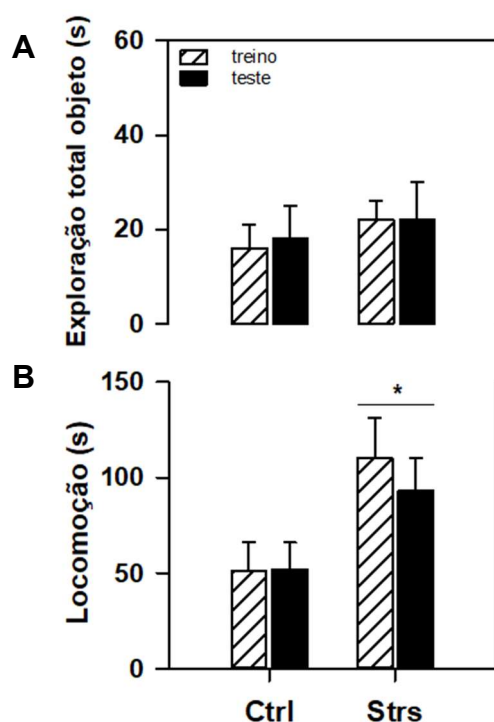 A
Exploração total objeto (s)
60
40
20
0
treino
teste
B
Locomoção (s)
150
100
50
0
*
Ctrl
Strs